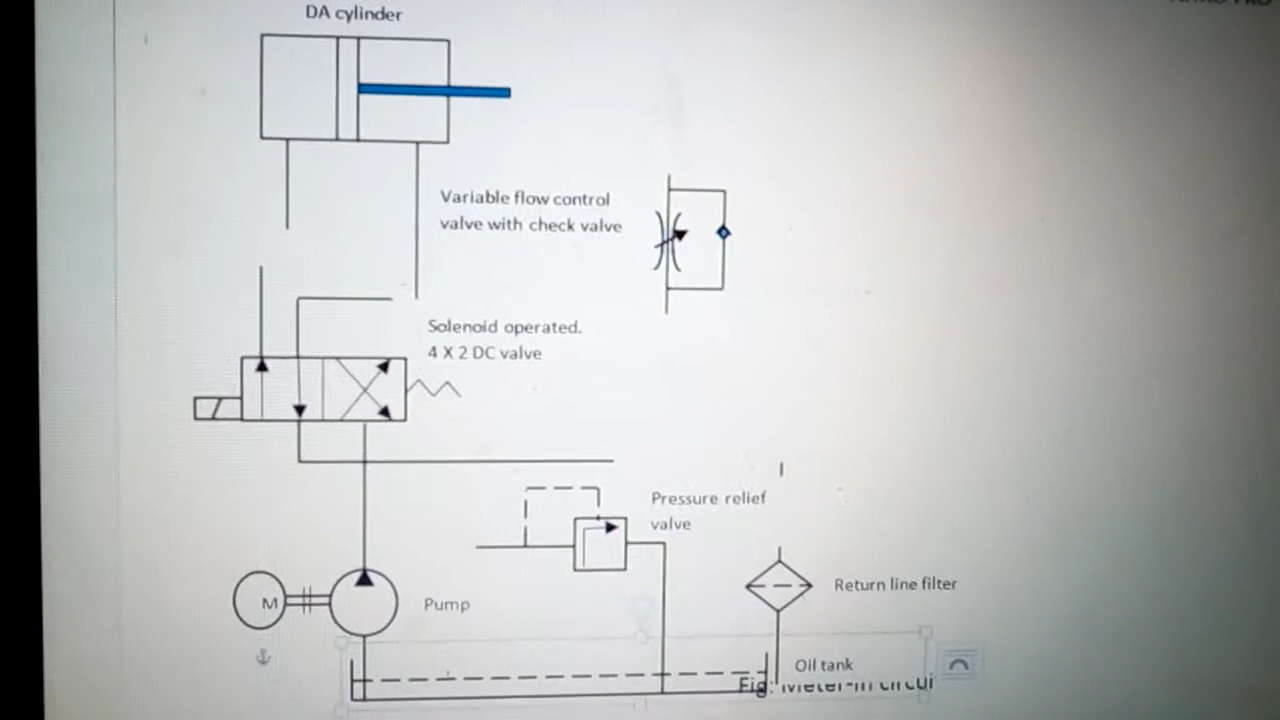 DA cylinder
Variable flow control
valve with check valve
Solenoid operated.
4 X 2 DC valve
Pressure relief
valve
Return line filter
M
Pump
Oil tank
Fig: